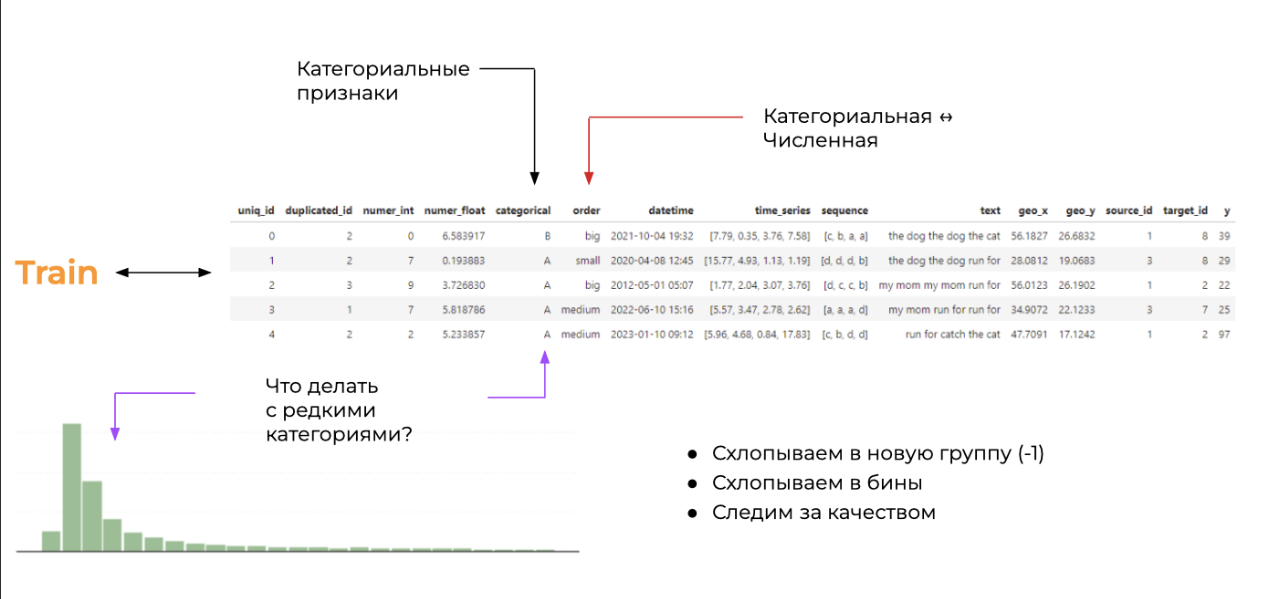 Категориальные
признаки
Категориальная ↔
Численная
uniq_id duplicated_id numer_int numer_float categorical order datetime time_series sequence text geo_x geo_y source_id target_id y
0 2 0 6.583917 B big 2021-10-04 19:32 [7.79, 0.35, 3.76, 7.58] [c, b, a, a] the dog the dog the cat 56.1827 26.6832 1 8 39
1 2 7 0.193883 A small 2020-04-08 12:45 [15.77, 4.93, 1.13, 1.19] [d, d, d, b] the dog the dog run for 28.0812 19.0683 3 8 29
Train
2 3 9 3.726830 A big 2012-05-01 05:07 [1.77, 2.04, 3.07, 3.76] [d, c, c, b] my mom my mom run for 56.0123 26.1902 1 2 22
3 1 7 5.818786 A medium 2022-06-10 15:16 [5.57, 3.47, 2.78, 2.62] [a, a, a, d] my mom run for run for 34.9072 22.1233 3 7 25
4 2 2 5.233857 A medium 2023-01-10 09:12 [5.96, 4.68, 0.84, 17.83] [c, b, d, d] run for catch the cat 47.7091 17.1242 1 2 97
Что делать
с редкими
категориями?
● Схлопываем в новую группу (-1)
● Схлопываем в бины
● Следим за качеством